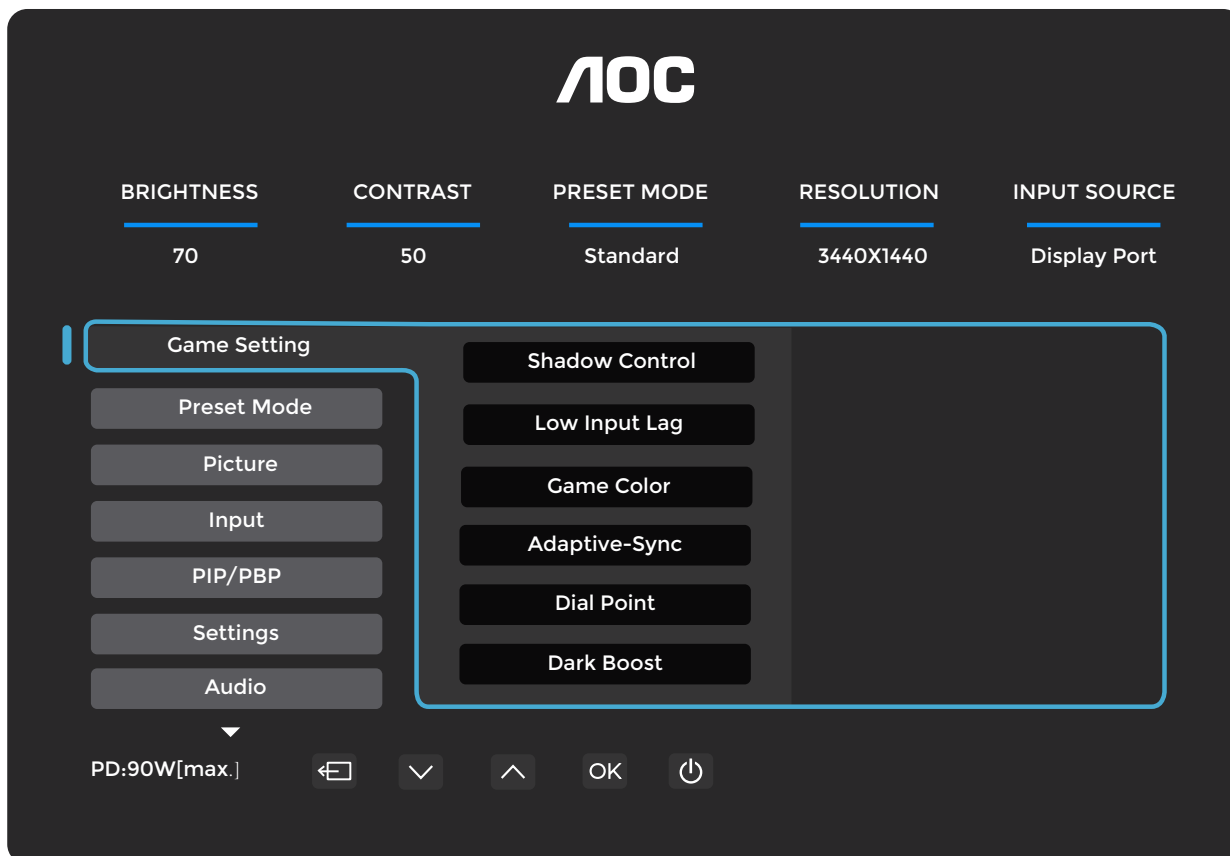 AOC
BRIGHTNESS CONTRAST PRESET MODE RESOLUTION INPUT SOURCE
70 50 Standard 3440X1440 Display Port
Game Setting
Preset Mode
Picture
Input
PIP/PBP
Settings
Audio
Shadow Control
Low Input Lag
Game Color
Adaptive-Sync
Dial Point
Dark Boost
PD:90W[max.]
OK